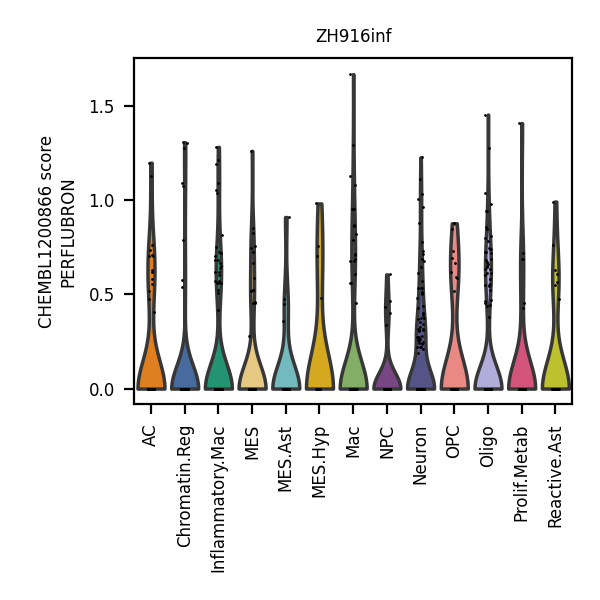 ZH916inf
CHEMBL1200866 score
PERFLUBRON
1.5
1.0
0.5
0.0
AC
Chromatin.Reg
Inflammatory.Mac
MES
MES.Ast
MES.Hyp
Mac
NPC
Neuron
OPC
Oligo
Prolif.Metab
Reactive.Ast